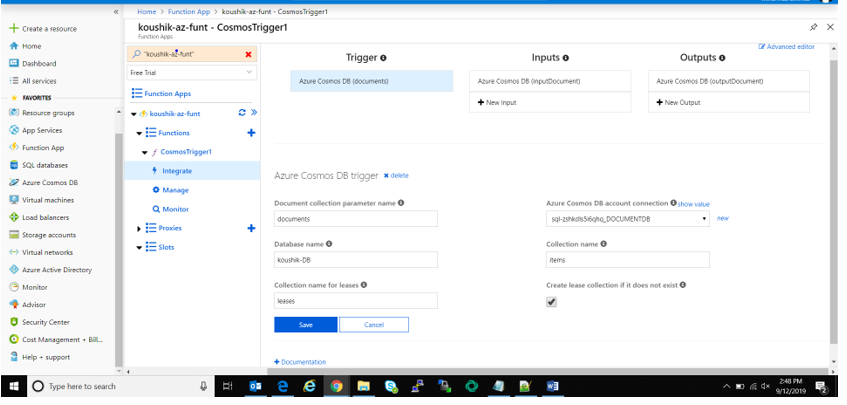 Home > Function App > koushik-az-funt - CosmosTrigger1
koushik-az-funt - CosmosTrigger1
Function Apps
Create a resource
Home
Dashboard
All services
FAVORITES
Resource groups
App Services
Function App
SQL databases
Azure Cosmos DB
Virtual machines
Load balancers
Storage accounts
Virtual networks
Azure Active Directory
Monitor
Advisor
Security Center
Cost Management + Bill...
Help + support
"koushik-az-funt"
Free Trial
Function Apps
koushik-az-funt
Functions
f CosmosTrigger1
Integrate
Manage
Monitor
Proxies
Slots
Advanced editor
Trigger
Inputs
Outputs
Azure Cosmos DB (documents)
Azure Cosmos DB (inputDocument)
Azure Cosmos DB (outputDocument)
+ New Input
+ New Output
Azure Cosmos DB trigger × delete
Document collection parameter name
Azure Cosmos DB account connection show value
documents
sql-zshkdls5i6qhq_DOCUMENTDB
new
Database name
Collection name
koushik-DB
items
Collection name for leases
Create lease collection if it does not exist
leases
Save
Cancel
+ Documentation
Type here to search
2:48 PM
9/12/2019